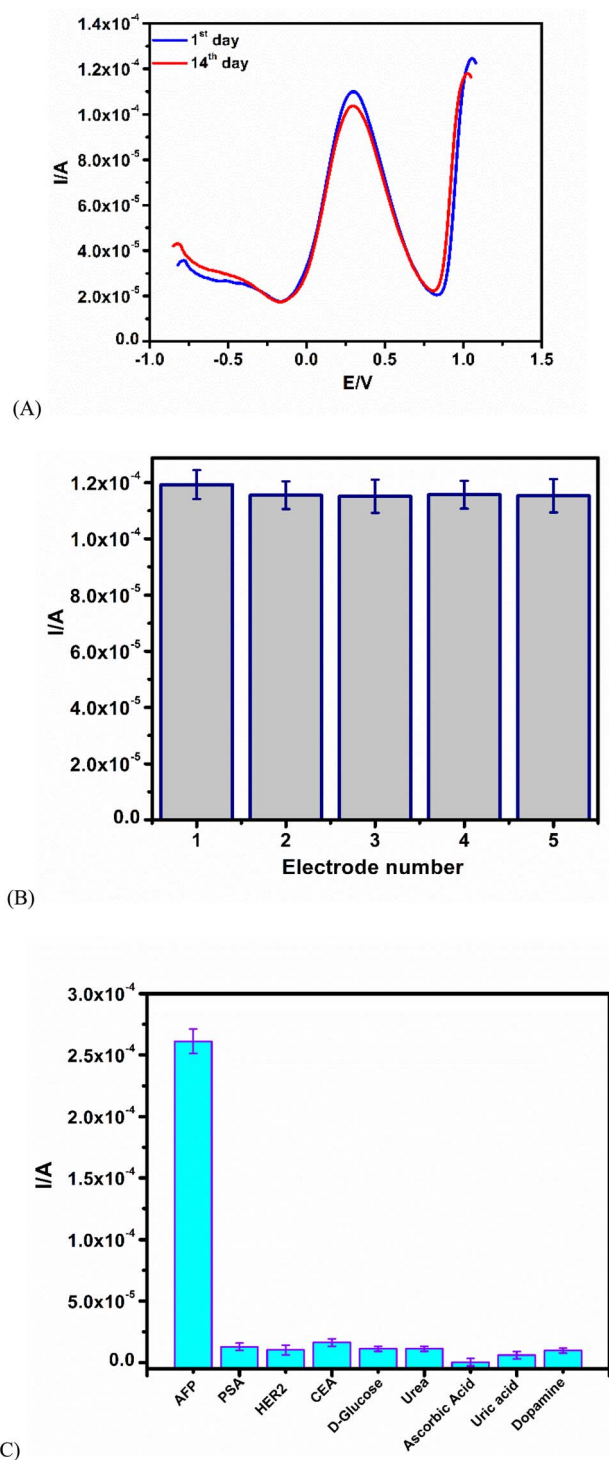 1.4x10⁻⁴
1ˢᵗ day
14ᵗʰ day
1.2x10⁻⁴
1.0x10⁻⁴
8.0x10⁻⁵
I/A
6.0x10⁻⁵
4.0x10⁻⁵
2.0x10⁻⁵
0.0
-1.0 -0.5 0.0 0.5 1.0 1.5
E/V
(A)
1.2x10⁻⁴
1.0x10⁻⁴
8.0x10⁻⁵
I/A
6.0x10⁻⁵
4.0x10⁻⁵
2.0x10⁻⁵
0.0
1 2 3 4 5
Electrode number
(B)
3.0x10⁻⁴
2.5x10⁻⁴
2.0x10⁻⁴
I/A
1.5x10⁻⁴
1.0x10⁻⁴
5.0x10⁻⁵
0.0
AFP PSA HER2 CEA D-Glucose Urea Ascorbic Acid Uric acid Dopamine
C)